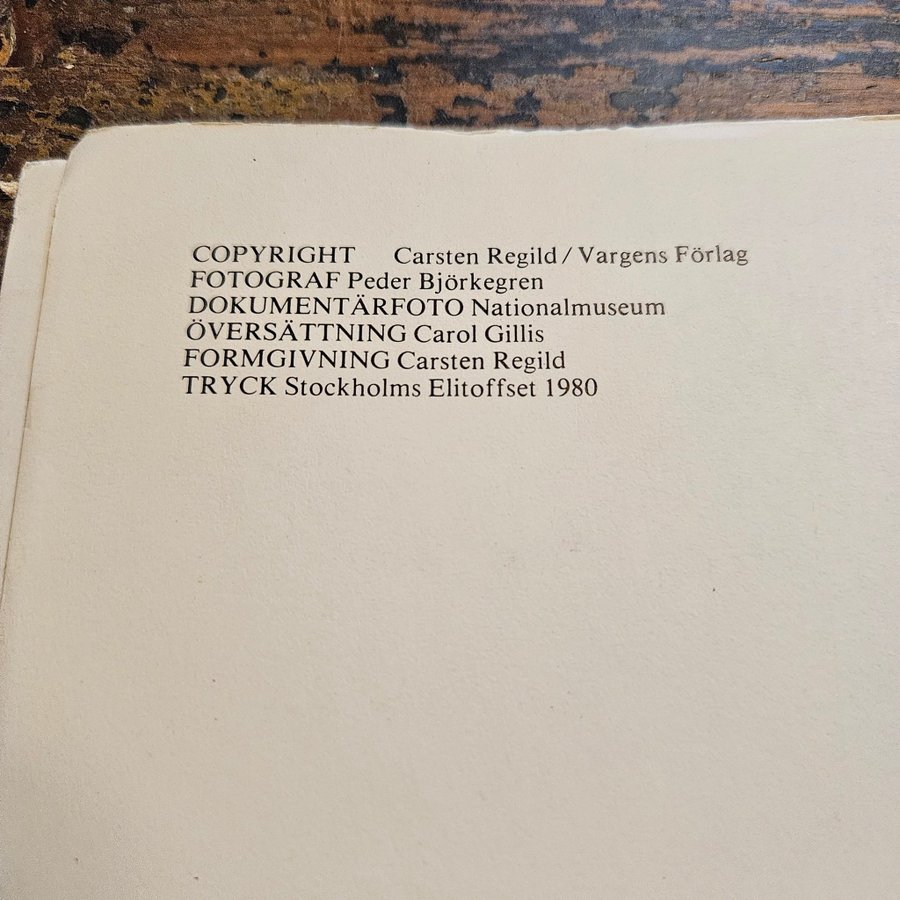 COPYRIGHT Carsten Regild / Vargens Förlag
FOTOGRAF Peder Björkegren
DOKUMENTÄRFOTO Nationalmuseum
ÖVERSÄTTNING Carol Gillis
FORMGIVNING Carsten Regild
TRYCK Stockholms Elitoffset 1980